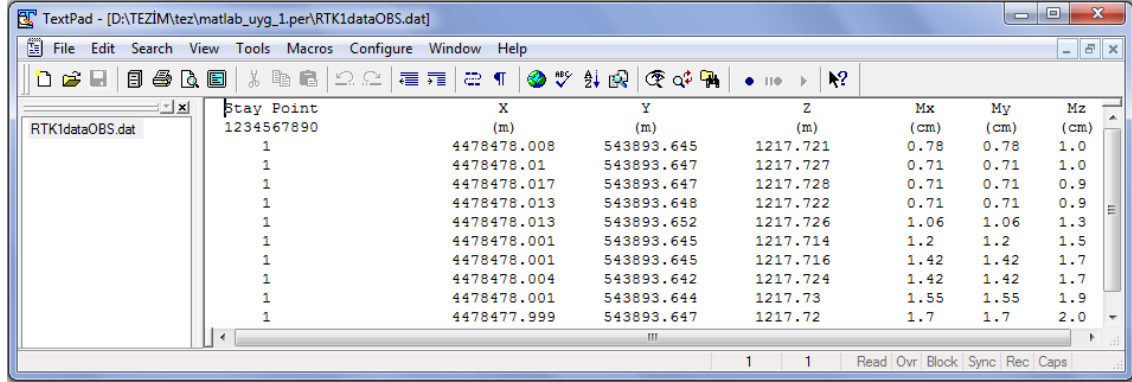 TextPad - [D:\TEZİM\tez\matlab_uyg_1.per\RTK1dataOBS.dat]
File Edit Search View Tools Macros Configure Window Help
RTK1dataOBS.dat
Stay Point X Y Z Mx My Mz
1234567890 (m) (m) (m) (cm) (cm) (cm)
1 4478478.008 543893.645 1217.721 0.78 0.78 1.0
1 4478478.01 543893.647 1217.727 0.71 0.71 1.0
1 4478478.017 543893.647 1217.728 0.71 0.71 0.9
1 4478478.013 543893.648 1217.722 0.71 0.71 0.9
1 4478478.013 543893.652 1217.726 1.06 1.06 1.3
1 4478478.001 543893.645 1217.714 1.2 1.2 1.5
1 4478478.001 543893.645 1217.716 1.42 1.42 1.7
1 4478478.004 543893.642 1217.724 1.42 1.42 1.7
1 4478478.001 543893.644 1217.73 1.55 1.55 1.9
1 4478477.999 543893.647 1217.72 1.7 1.7 2.0
1 1 Read Ovr Block Sync Rec Caps